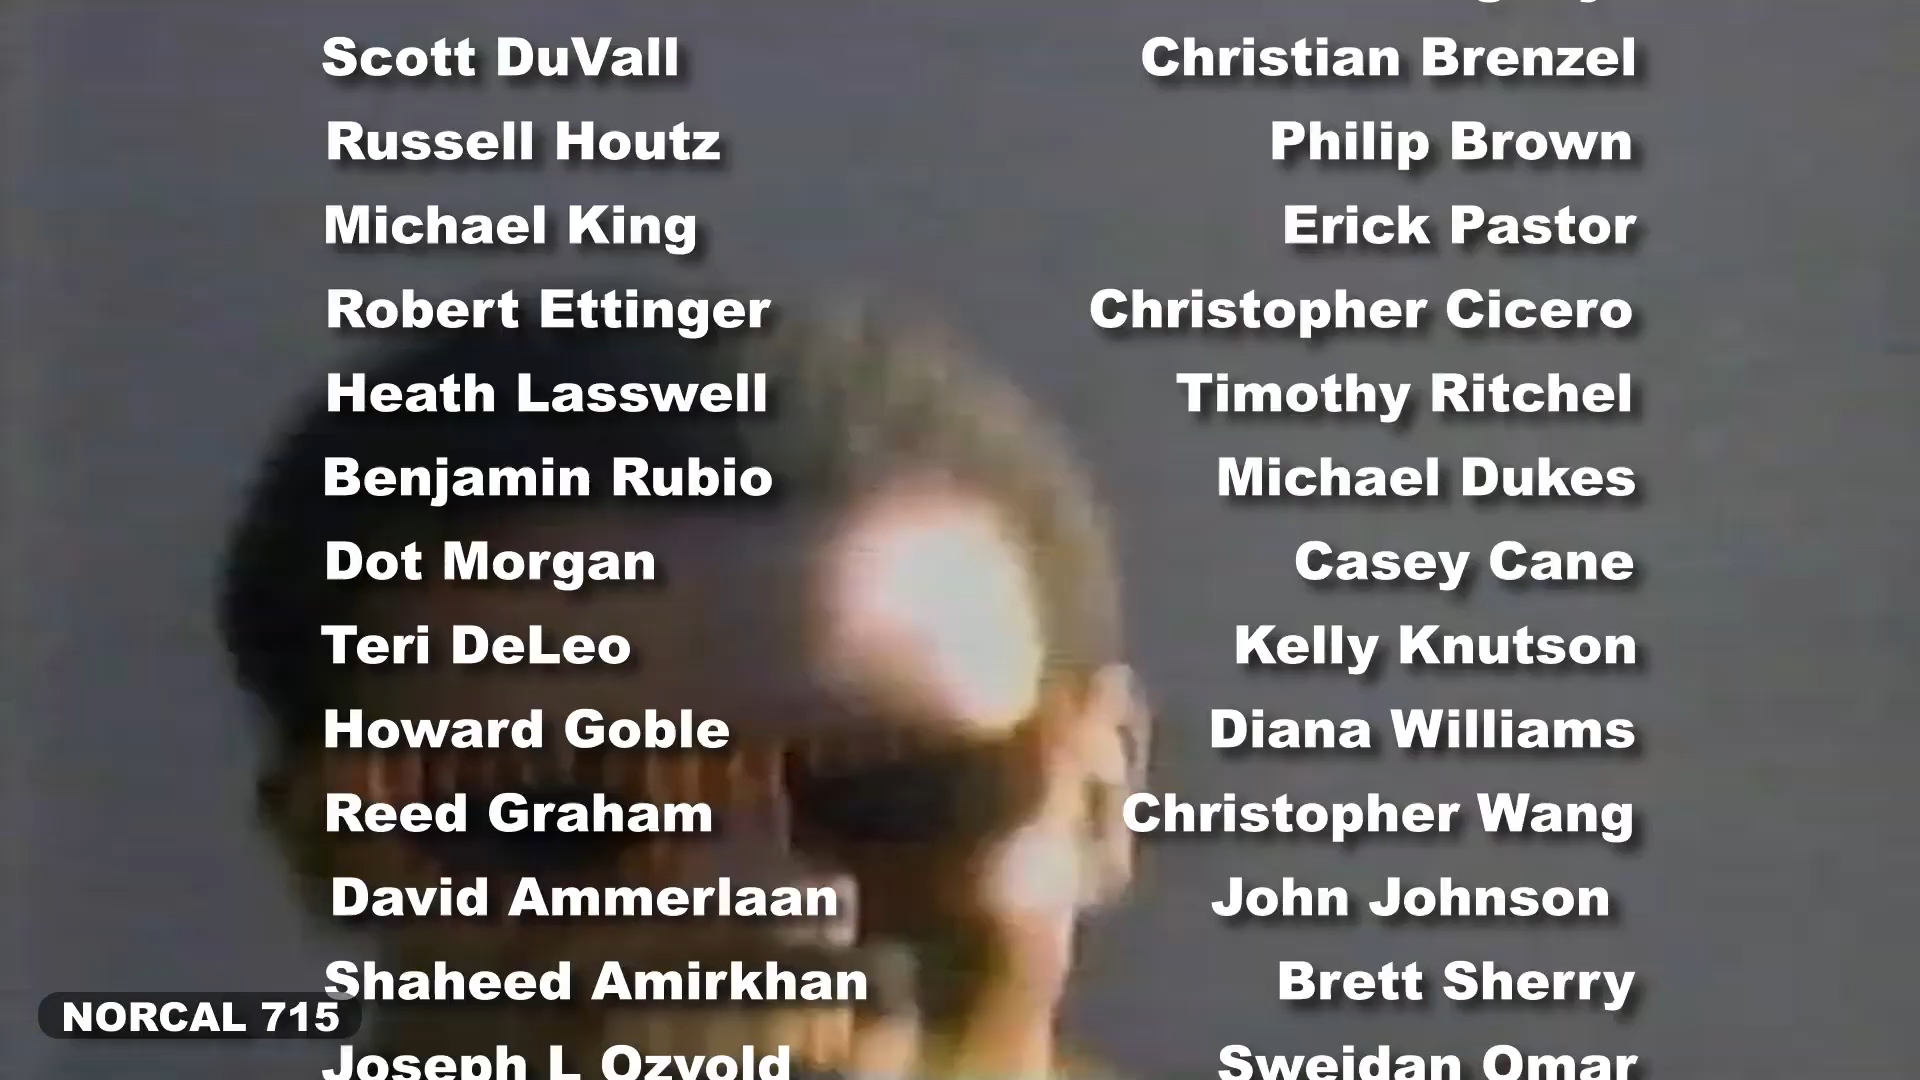 Scott DuVall Christian Brenzel
Russell Houtz Philip Brown
Michael King Erick Pastor
Robert Ettinger Christopher Cicero
Heath Lasswell Timothy Ritchel
Benjamin Rubio Michael Dukes
Dot Morgan Casey Cane
Teri DeLeo Kelly Knutson
Howard Goble Diana Williams
Reed Graham Christopher Wang
David Ammerlaan John Johnson
Shaheed Amirkhan Brett Sherry
NORCAL 715
Joseph L Ozvold Sweidan Omar